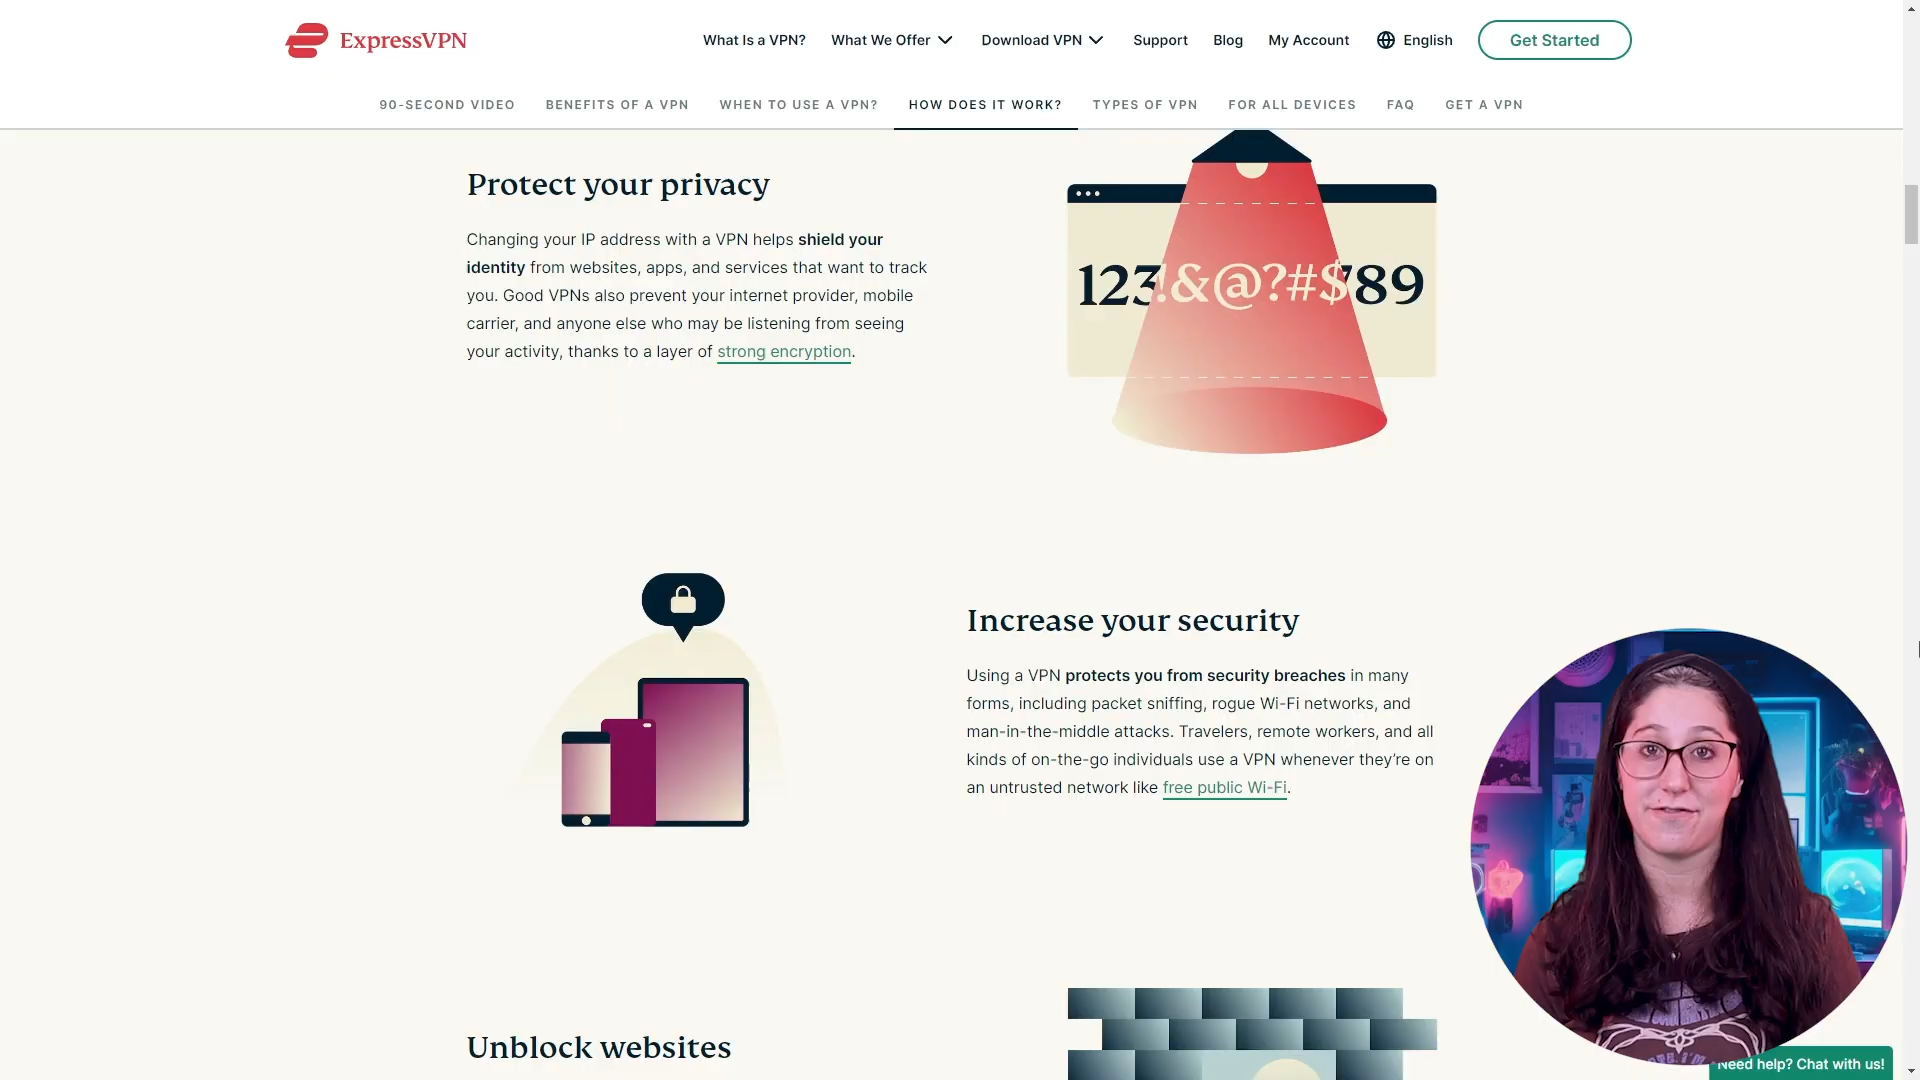 ExpressVPN
What Is a VPN? What We Offer Download VPN Support Blog My Account English Get Started
90-SECOND VIDEO BENEFITS OF A VPN WHEN TO USE A VPN? HOW DOES IT WORK? TYPES OF VPN FOR ALL DEVICES FAQ GET A VPN
Protect your privacy
Changing your IP address with a VPN helps shield your
identity from websites, apps, and services that want to track
you. Good VPNs also prevent your internet provider, mobile
carrier, and anyone else who may be listening from seeing
your activity, thanks to a layer of strong encryption.
123!&@?#$789
Increase your security
Using a VPN protects you from security breaches in many
forms, including packet sniffing, rogue Wi-Fi networks, and
man-in-the-middle attacks. Travelers, remote workers, and all
kinds of on-the-go individuals use a VPN whenever they’re on
an untrusted network like free public Wi-Fi.
Unblock websites
Need help? Chat with us!